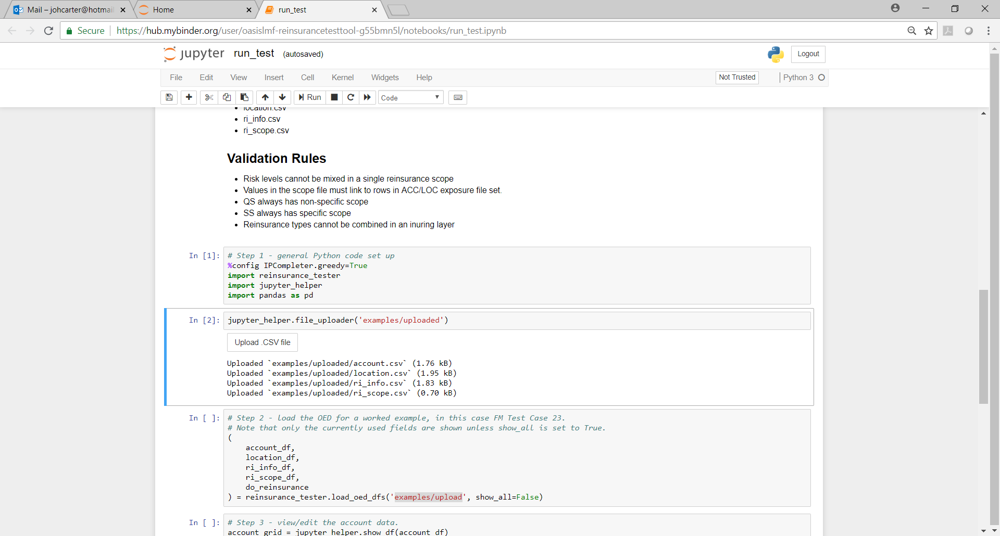 Mail – johcarter@hotmai
Home
run_test
Secure
https://hub.mybinder.org/user/oasislmf-reinsurancetesttool-g55bmn5l/notebooks/run_test.ipynb
jupyter
run_test
(autosaved)
Logout
File
Edit
View
Insert
Cell
Kernel
Widgets
Help
Not Trusted
Python 3
Run
Code
location.csv
ri_info.csv
ri_scope.csv
Validation Rules
Risk levels cannot be mixed in a single reinsurance scope
Values in the scope file must link to rows in ACC/LOC exposure file set.
QS always has non-specific scope
SS always has specific scope
Reinsurance types cannot be combined in an inuring layer
In [1]:
# Step 1 - general Python code set up
%config IPCompleter.greedy=True
import reinsurance_tester
import jupyter_helper
import pandas as pd
In [2]:
jupyter_helper.file_uploader('examples/uploaded')
Upload .CSV file
Uploaded `examples/uploaded/account.csv` (1.76 kB)
Uploaded `examples/uploaded/location.csv` (1.95 kB)
Uploaded `examples/uploaded/ri_info.csv` (1.83 kB)
Uploaded `examples/uploaded/ri_scope.csv` (0.70 kB)
In [ ]:
# Step 2 - load the OED for a worked example, in this case FM Test Case 23.
# Note that only the currently used fields are shown unless show_all is set to True.
(
account_df,
location_df,
ri_info_df,
ri_scope_df,
do_reinsurance
) = reinsurance_tester.load_oed_dfs('examples/upload', show_all=False)
In [ ]:
# Step 3 - view/edit the account data.
account_grid = jupyter_helper.show_df(account_df)